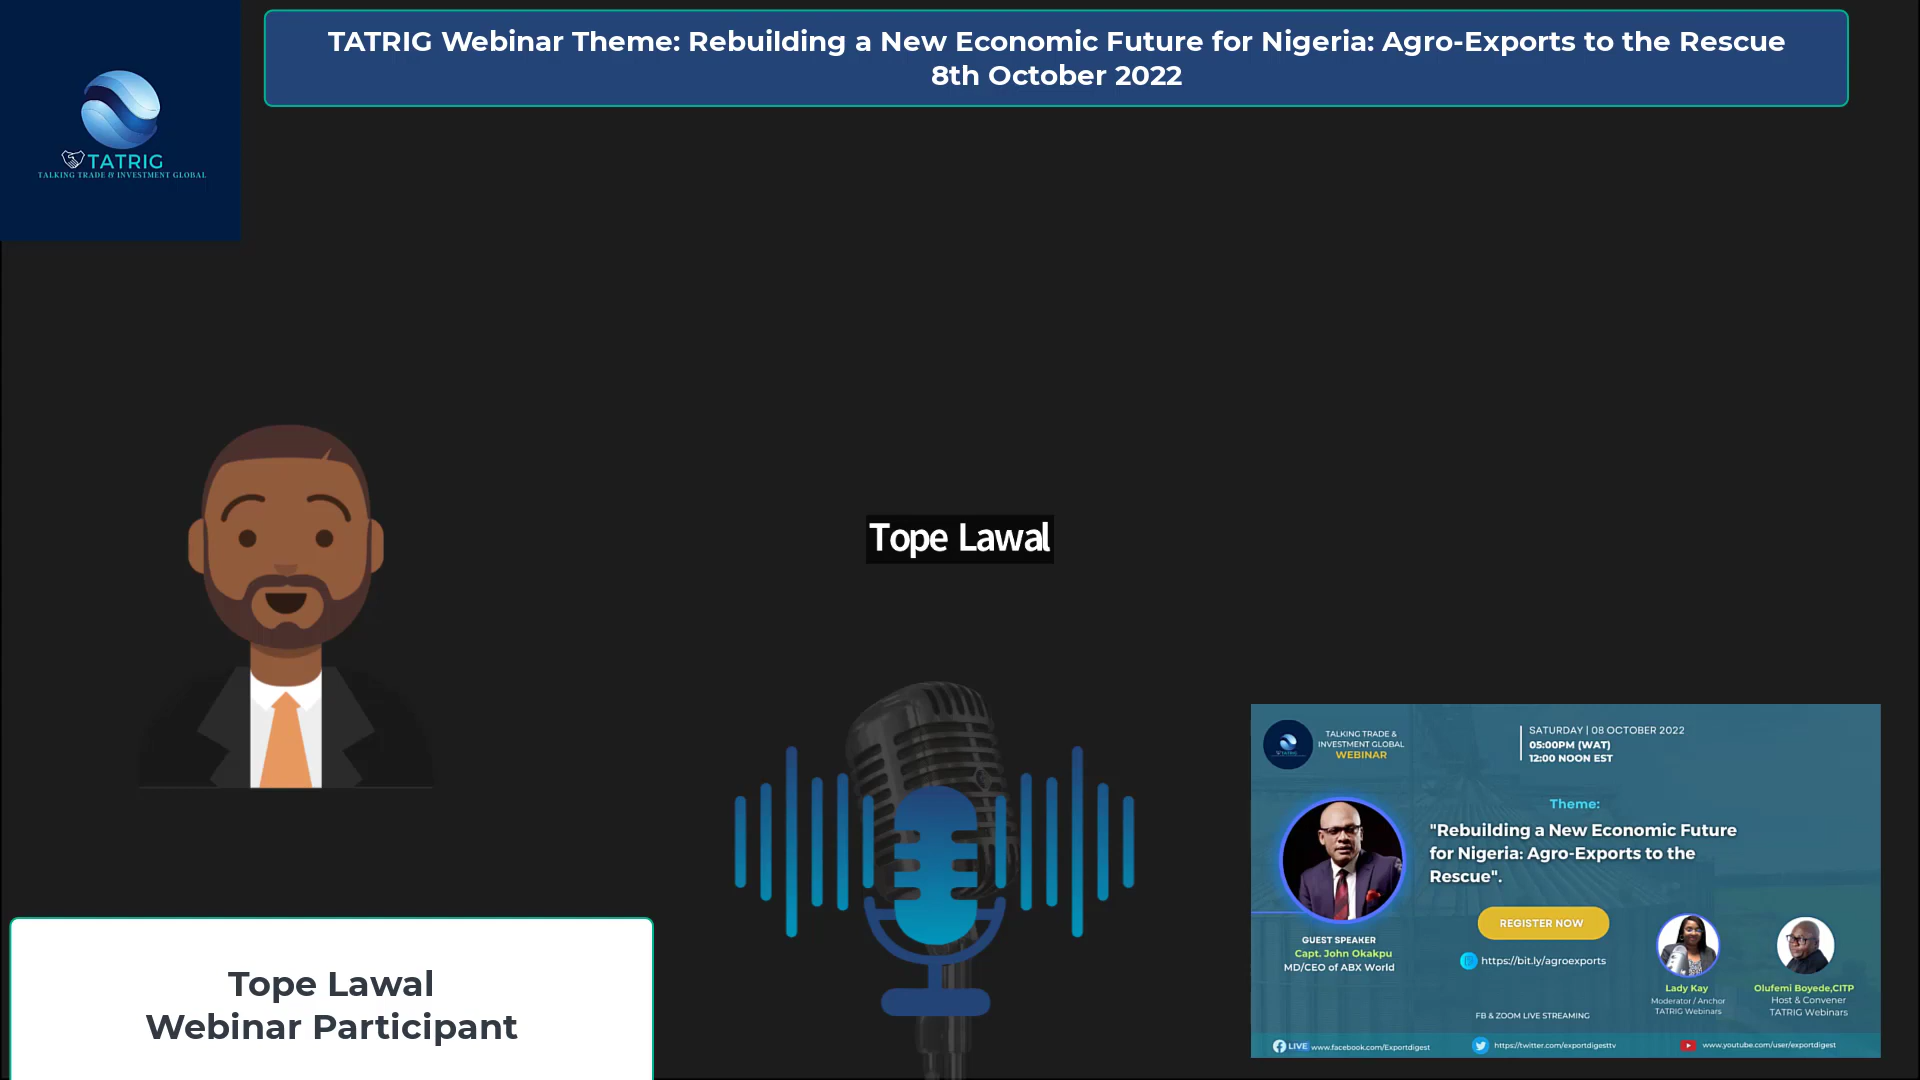 TATRIG Webinar Theme: Rebuilding a New Economic Future for Nigeria: Agro-Exports to the Rescue
8th October 2022
TATRIG
TALKING TRADE & INVESTMENT GLOBAL
Tope Lawal
Tope Lawal
Webinar Participant
TALKING TRADE &
INVESTMENT GLOBAL
WEBINAR
SATURDAY | 08 OCTOBER 2022
05:00PM (WAT)
12:00 NOON EST
Theme:
"Rebuilding a New Economic Future
for Nigeria: Agro-Exports to the
Rescue".
REGISTER NOW
https://bit.ly/agroexports
GUEST SPEAKER
Capt. John Okakpu
MD/CEO of ABX World
Lady Kay
Moderator / Anchor
TATRIG Webinars
Olufemi Boyede,CITP
Host & Convener
TATRIG Webinars
FB & ZOOM LIVE STREAMING
LIVE www.facebook.com/Exportdigest
https://twitter.com/exportdigesttv
www.youtube.com/user/exportdigest